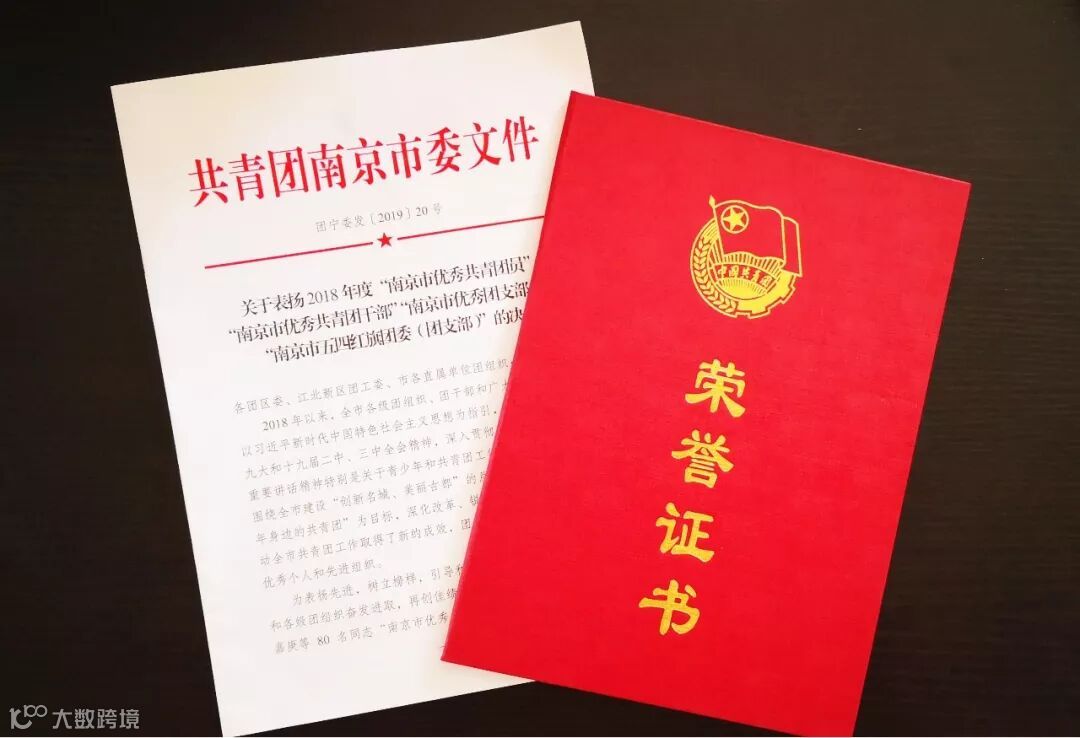 共青团南京市委文件
团宁委发〔2019〕20号
关于表扬2018年度“南京市优秀共青团员”
“南京市优秀共青团干部”“南京市优秀团支部
“南京市五四红旗团委（团支部）”的决
各团区委、江北新区团工委、市各直属单位团组织
2018年以来，全市各级团组织、团干部和广大
以习近平新时代中国特色社会主义思想为指引，
九大和十九届二中、三中全会精神，深入贯彻
重要讲话精神特别是关于青少年和共青团工
围绕全市建设“创新名城、美丽古都”的
年身边的共青团”为目标，深化改革、锐
动全市共青团工作取得了新的成效，团
优秀个人和先进组织。
为表扬先进，树立榜样，引导和
和各级团组织奋发进取，再创佳绩
嘉庚等80名同志“南京市优秀
中国共青团
荣誉证书
大数跨境